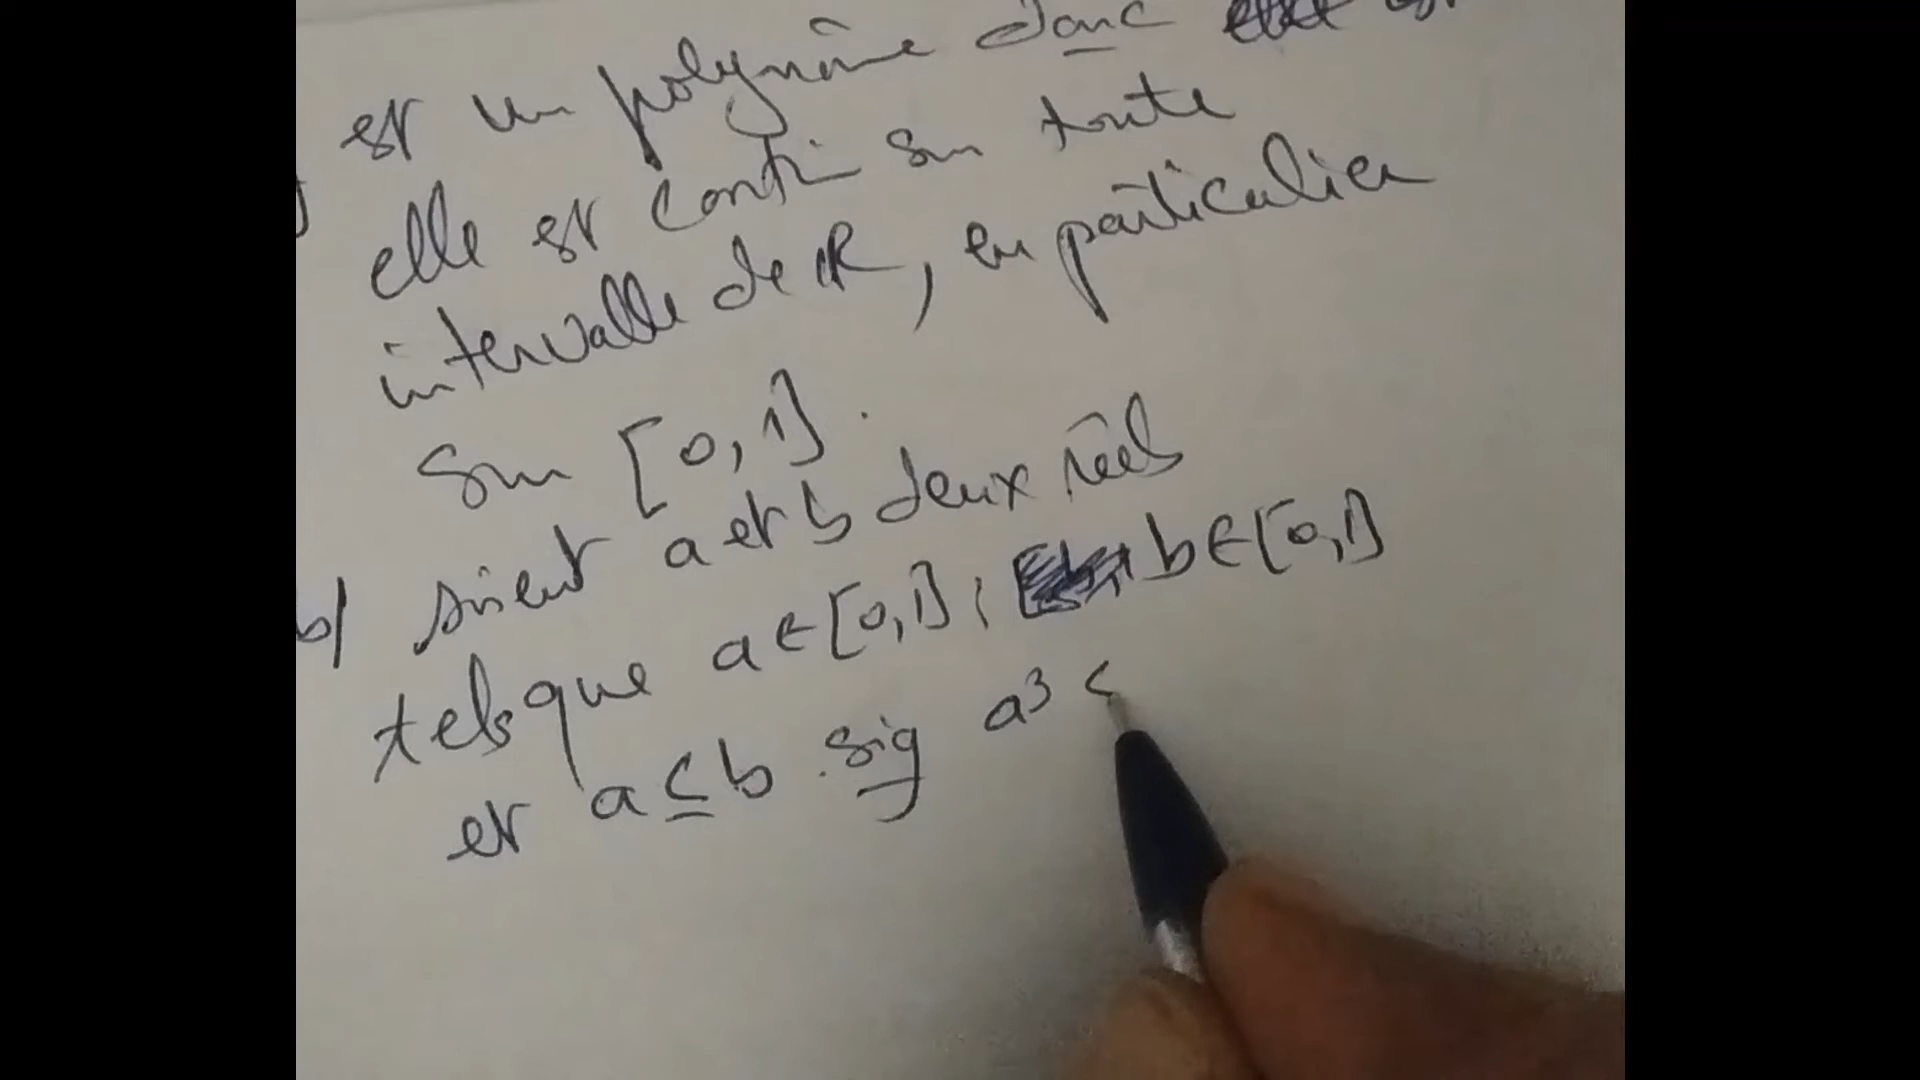 est un polynôme donc
elle est conti sur toute
intervalle de ℝ, en particulier
sur [0,1].
b/ soient a et b deux réels
tels que a ∈ [0,1] ; b ∈ [0,1]
et a ≤ b sig a³ <